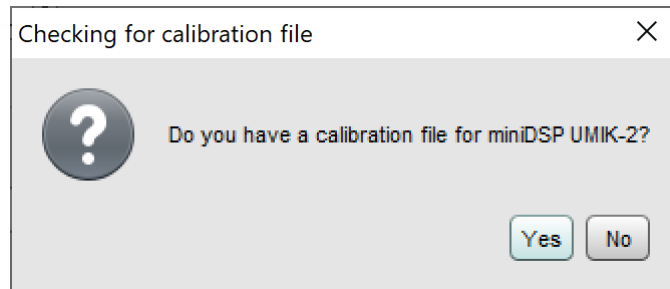 Checking for calibration file
Do you have a calibration file for miniDSP UMIK-2?
Yes
No